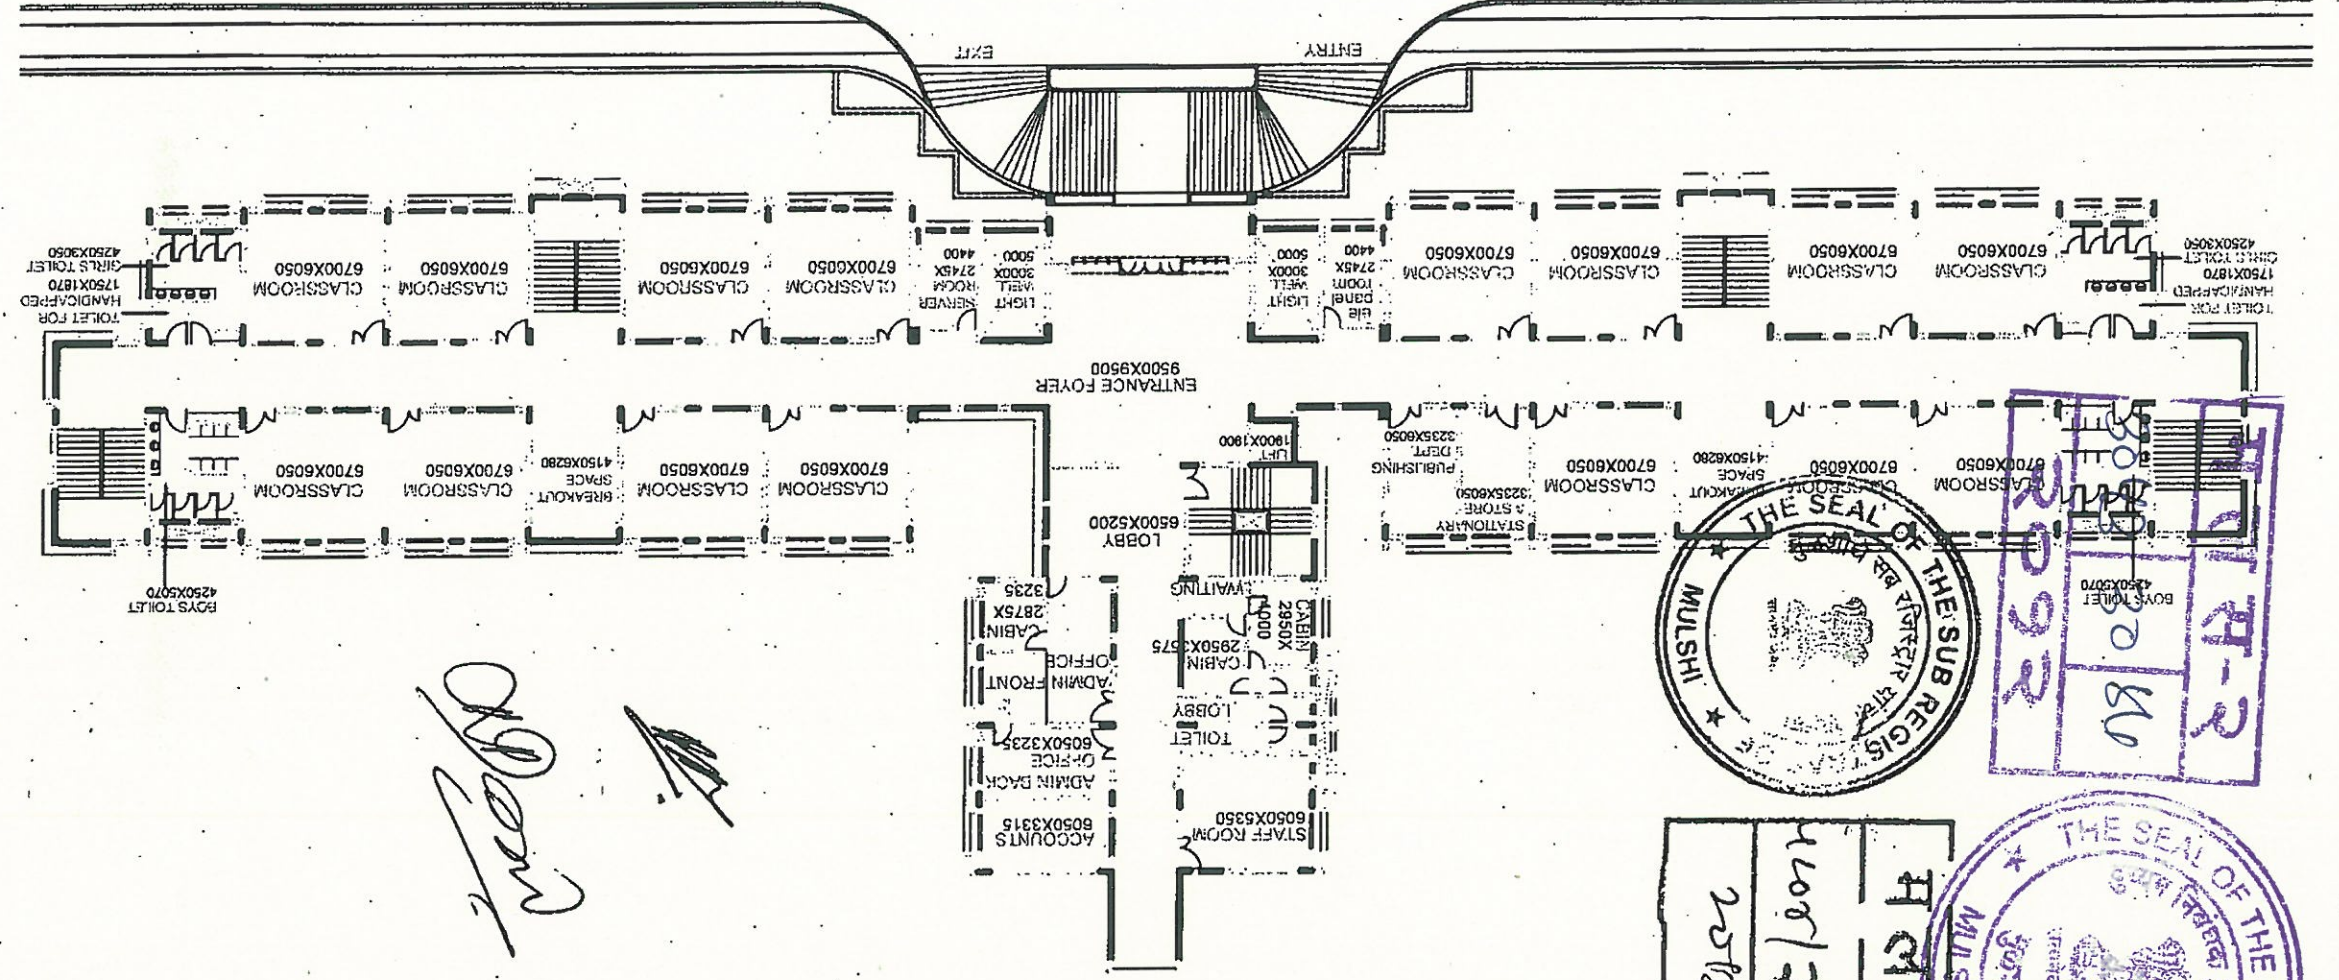 EXIT
ENTRY
TOILET FOR
HANDICAPPED
1750X1870
GIRLS TOILET
4250X3050
CLASSROOM
6700X6050
CLASSROOM
6700X6050
CLASSROOM
6700X6050
CLASSROOM
6700X6050
SERVER
ROOM
2745X
4400
LIGHT
WELL
3000X
5000
LIGHT
WELL
3000X
5000
ele
panel
room
2745X
4400
CLASSROOM
6700X6050
CLASSROOM
6700X6050
CLASSROOM
6700X6050
CLASSROOM
6700X6050
TOILET FOR
HANDICAPPED
1750X1870
GIRLS TOILET
4250X3050
ENTRANCE FOYER
9500X9500
CLASSROOM
6700X6050
CLASSROOM
6700X6050
BREAKOUT
SPACE
4150X6280
CLASSROOM
6700X6050
CLASSROOM
6700X6050
LIFT
1900X1900
PUBLISHING
DEPT.
3235X6050
STATIONARY
& STORE
3235X6050
CLASSROOM
6700X6050
BREAKOUT
SPACE
4150X6280
CLASSROOM
6700X6050
CLASSROOM
6700X6050
BOYS TOILET
4250X5070
BOYS TOILET
4250X5070
LOBBY
6500X5200
WAITING
CABIN
2875X
3235
CABIN
2950X
4000
CABIN
2950X3575
ADMIN FRONT
OFFICE
TOILET
LOBBY
ADMIN BACK
OFFICE
6050X3235
ACCOUNTS
6050X3315
STAFF ROOM
6050X5350
THE SEAL OF THE SUB REGISTRAR OF
MULSHI
२०१२
THE SEAL OF THE